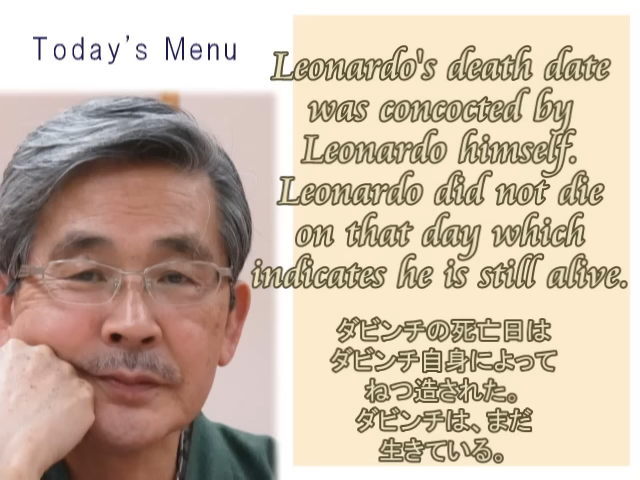 Today's Menu
Leonardo's death date
was concocted by
Leonardo himself.
Leonardo did not die
on that day which
indicates he is still alive.
ダビンチの死亡日は
ダビンチ自身によって
ねつ造された。
ダビンチは、まだ
生きている。